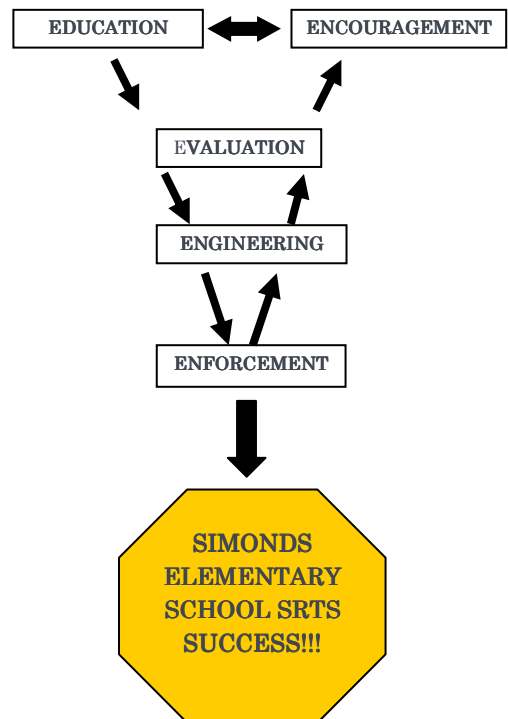 EDUCATION
ENCOURAGEMENT
EVALUATION
ENGINEERING
ENFORCEMENT
SIMONDS
ELEMENTARY
SCHOOL SRTS
SUCCESS!!!